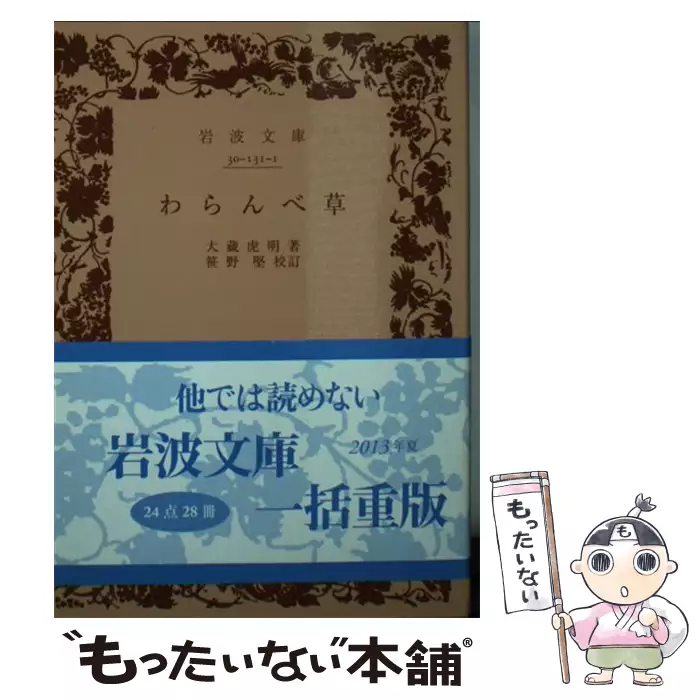 岩波文庫
30-131-1
わらんべ草
大蔵虎明著
笹野堅校訂
他では読めない
岩波文庫
2013年夏
24点28冊
一括重版
もったいない
も
“もったいない本舗®